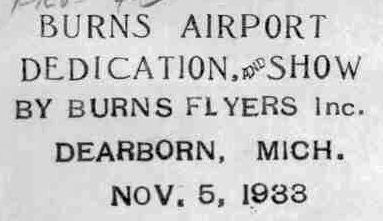 BURNS AIRPORT
DEDICATION, AND SHOW
BY BURNS FLYERS Inc.
DEARBORN, MICH.
NOV. 5, 1933